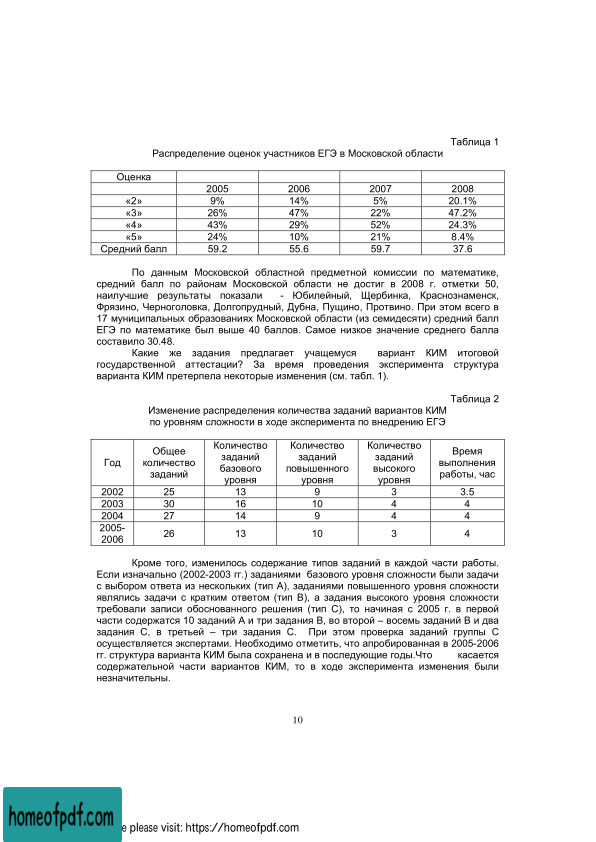 Таблица 1
Распределение оценок участников ЕГЭ в Московской области
Оценка
2005 2006 2007 2008
«2» 9% 14% 5% 20.1%
«3» 26% 47% 22% 47.2%
«4» 43% 29% 52% 24.3%
«5» 24% 10% 21% 8.4%
Средний балл 59.2 55.6 59.7 37.6
По данным Московской областной предметной комиссии по математике,
средний балл по районам Московской области не достиг в 2008 г. отметки 50,
наилучшие результаты показали - Юбилейный, Щербинка, Краснознаменск,
Фрязино, Черноголовка, Долгопрудный, Дубна, Пущино, Протвино. При этом всего в
17 муниципальных образованиях Московской области (из семидесяти) средний балл
ЕГЭ по математике был выше 40 баллов. Самое низкое значение среднего балла
составило 30.48.
Какие же задания предлагает учащемуся вариант КИМ итоговой
государственной аттестации? За время проведения эксперимента структура
варианта КИМ претерпела некоторые изменения (см. табл. 1).
Таблица 2
Изменение распределения количества заданий вариантов КИМ
по уровням сложности в ходе эксперимента по внедрению ЕГЭ
Год Общее количество заданий Количество заданий базового уровня Количество заданий повышенного уровня Количество заданий высокого уровня Время выполнения работы, час
2002 25 13 9 3 3.5
2003 30 16 10 4 4
2004 27 14 9 4 4
2005-2006 26 13 10 3 4
Кроме того, изменилось содержание типов заданий в каждой части работы.
Если изначально (2002-2003 гг.) заданиями базового уровня сложности были задачи
с выбором ответа из нескольких (тип А), заданиями повышенного уровня сложности
являлись задачи с кратким ответом (тип В), а задания высокого уровня сложности
требовали записи обоснованного решения (тип С), то начиная с 2005 г. в первой
части содержатся 10 заданий А и три задания В, во второй – восемь заданий В и два
задания С, в третьей – три задания С. При этом проверка заданий группы С
осуществляется экспертами. Необходимо отметить, что апробированная в 2005-2006
гг. структура варианта КИМ была сохранена и в последующие годы.Что касается
содержательной части вариантов КИМ, то в ходе эксперимента изменения были
незначительны.
10
homeofpdf.com
e please visit: https://homeofpdf.com